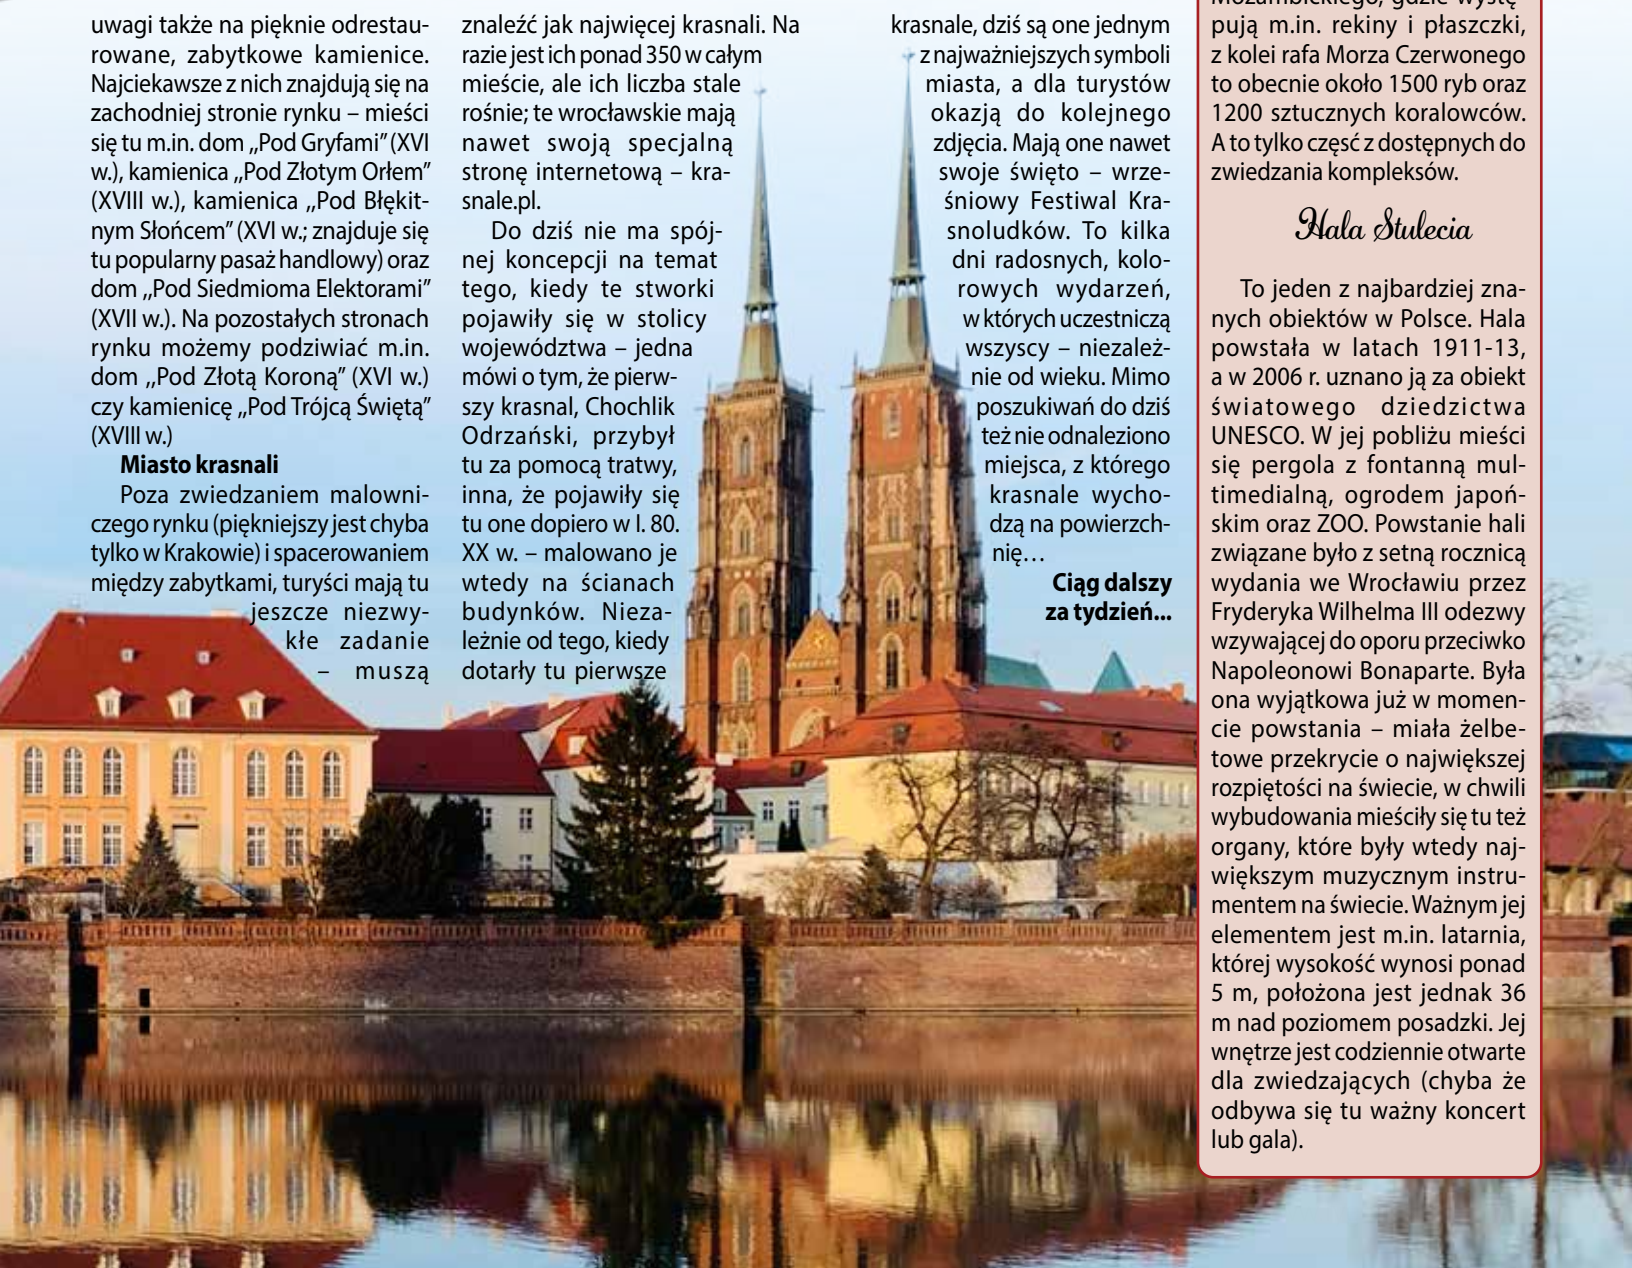 uwagi także na pięknie odrestau-
rowane, zabytkowe kamienice.
Najciekawsze z nich znajdują się na
zachodniej stronie rynku – mieści
się tu m.in. dom „Pod Gryfami” (XVI
w.), kamienica „Pod Złotym Orłem”
(XVIII w.), kamienica „Pod Błękit-
nym Słońcem” (XVI w.; znajduje się
tu popularny pasaż handlowy) oraz
dom „Pod Siedmioma Elektorami”
(XVII w.). Na pozostałych stronach
rynku możemy podziwiać m.in.
dom „Pod Złotą Koroną” (XVI w.)
czy kamienicę „Pod Trójcą Świętą”
(XVIII w.)
Miasto krasnali
Poza zwiedzaniem malowni-
czego rynku (piękniejszy jest chyba
tylko w Krakowie) i spacerowaniem
między zabytkami, turyści mają tu
jeszcze niezwy-
kłe zadanie
– muszą
znaleźć jak najwięcej krasnali. Na
razie jest ich ponad 350 w całym
mieście, ale ich liczba stale
rośnie; te wrocławskie mają
nawet swoją specjalną
stronę internetową – kra-
snale.pl.
Do dziś nie ma spój-
nej koncepcji na temat
tego, kiedy te stworki
pojawiły się w stolicy
województwa – jedna
mówi o tym, że pierw-
szy krasnal, Chochlik
Odrzański, przybył
tu za pomocą tratwy,
inna, że pojawiły się
tu one dopiero w l. 80.
XX w. – malowano je
wtedy na ścianach
budynków. Nieza-
leżnie od tego, kiedy
dotarły tu pierwsze
krasnale, dziś są one jednym
z najważniejszych symboli
miasta, a dla turystów
okazją do kolejnego
zdjęcia. Mają one nawet
swoje święto – wrze-
śniowy Festiwal Kra-
snoludków. To kilka
dni radosnych, kolo-
rowych wydarzeń,
w których uczestniczą
wszyscy – niezależ-
nie od wieku. Mimo
poszukiwań do dziś
też nie odnaleziono
miejsca, z którego
krasnale wycho-
dzą na powierzch-
nię…
Ciąg dalszy
za tydzień...
Mozambickiego, gdzie wystę-
pują m.in. rekiny i płaszczki,
z kolei rafa Morza Czerwonego
to obecnie około 1500 ryb oraz
1200 sztucznych koralowców.
A to tylko część z dostępnych do
zwiedzania kompleksów.
Hala Stulecia
To jeden z najbardziej zna-
nych obiektów w Polsce. Hala
powstała w latach 1911-13,
a w 2006 r. uznano ją za obiekt
światowego dziedzictwa
UNESCO. W jej pobliżu mieści
się pergola z fontanną mul-
timedialną, ogrodem japoń-
skim oraz ZOO. Powstanie hali
związane było z setną rocznicą
wydania we Wrocławiu przez
Fryderyka Wilhelma III odezwy
wzywającej do oporu przeciwko
Napoleonowi Bonaparte. Była
ona wyjątkowa już w momen-
cie powstania – miała żelbe-
towe przekrycie o największej
rozpiętości na świecie, w chwili
wybudowania mieściły się tu też
organy, które były wtedy naj-
większym muzycznym instru-
mentem na świecie. Ważnym jej
elementem jest m.in. latarnia,
której wysokość wynosi ponad
5 m, położona jest jednak 36
m nad poziomem posadzki. Jej
wnętrze jest codziennie otwarte
dla zwiedzających (chyba że
odbywa się tu ważny koncert
lub gala).